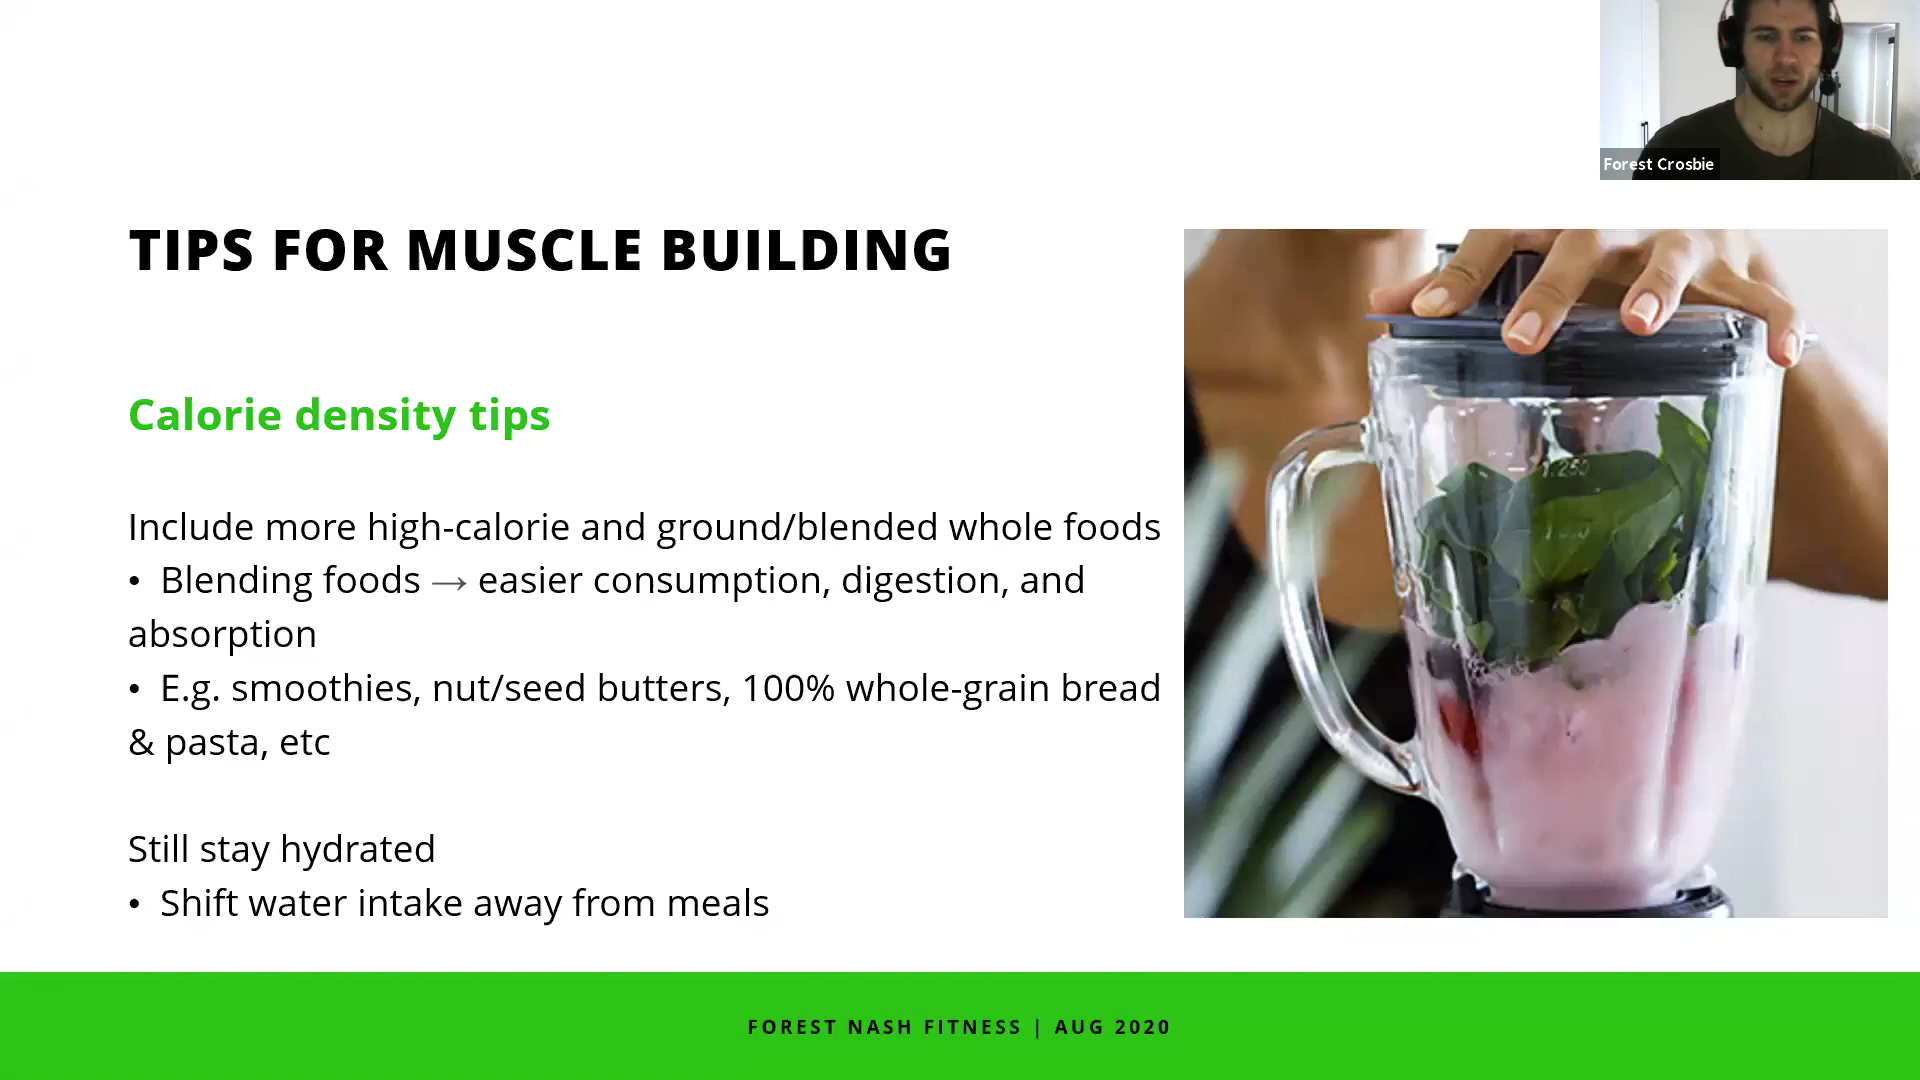 Forest Crosbie
TIPS FOR MUSCLE BUILDING
Calorie density tips
Include more high-calorie and ground/blended whole foods
• Blending foods → easier consumption, digestion, and
absorption
• E.g. smoothies, nut/seed butters, 100% whole-grain bread
& pasta, etc
Still stay hydrated
• Shift water intake away from meals
1.250
FOREST NASH FITNESS | AUG 2020